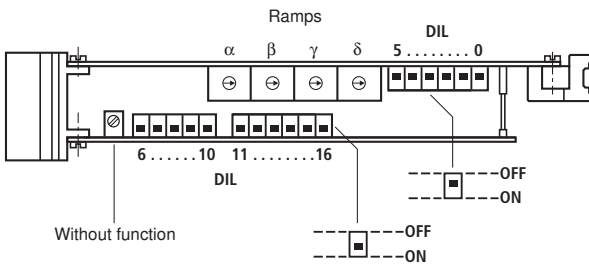 Ramps
α β γ δ
DIL
5 ........ 0
6 ...... 10 11 ........ 16
DIL
OFF
ON
Without function
OFF
ON